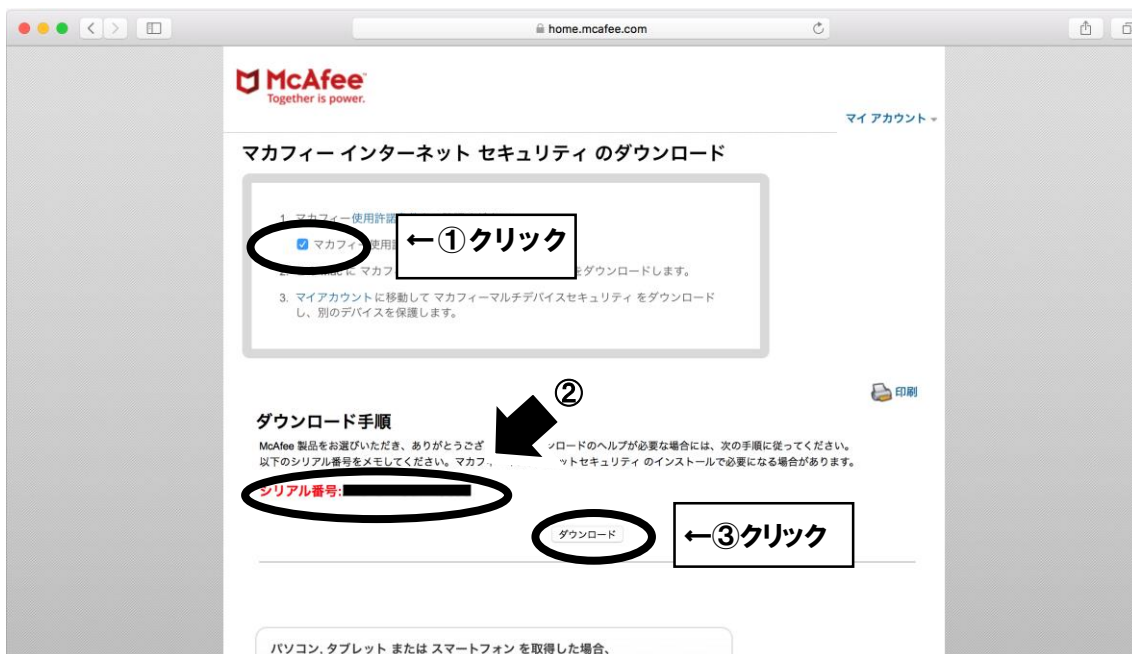 home.mcafee.com
McAfee
Together is power.
マイ アカウント
マカフィー インターネット セキュリティ のダウンロード
1. マカフィー使用許諾
マカフィー使用
←①クリック
に マカフ をダウンロードします。
3. マイアカウント に移動して マカフィーマルチデバイスセキュリティ をダウンロード
し、別のデバイスを保護します。
②
印刷
ダウンロード手順
McAfee 製品をお選びいただき、ありがとうござ ンロードのヘルプが必要な場合には、次の手順に従ってください。
以下のシリアル番号をメモしてください。マカフ ットセキュリティ のインストールで必要になる場合があります。
シリアル番号:
ダウンロード
←③クリック
パソコン, タブレット または スマートフォン を取得した場合、